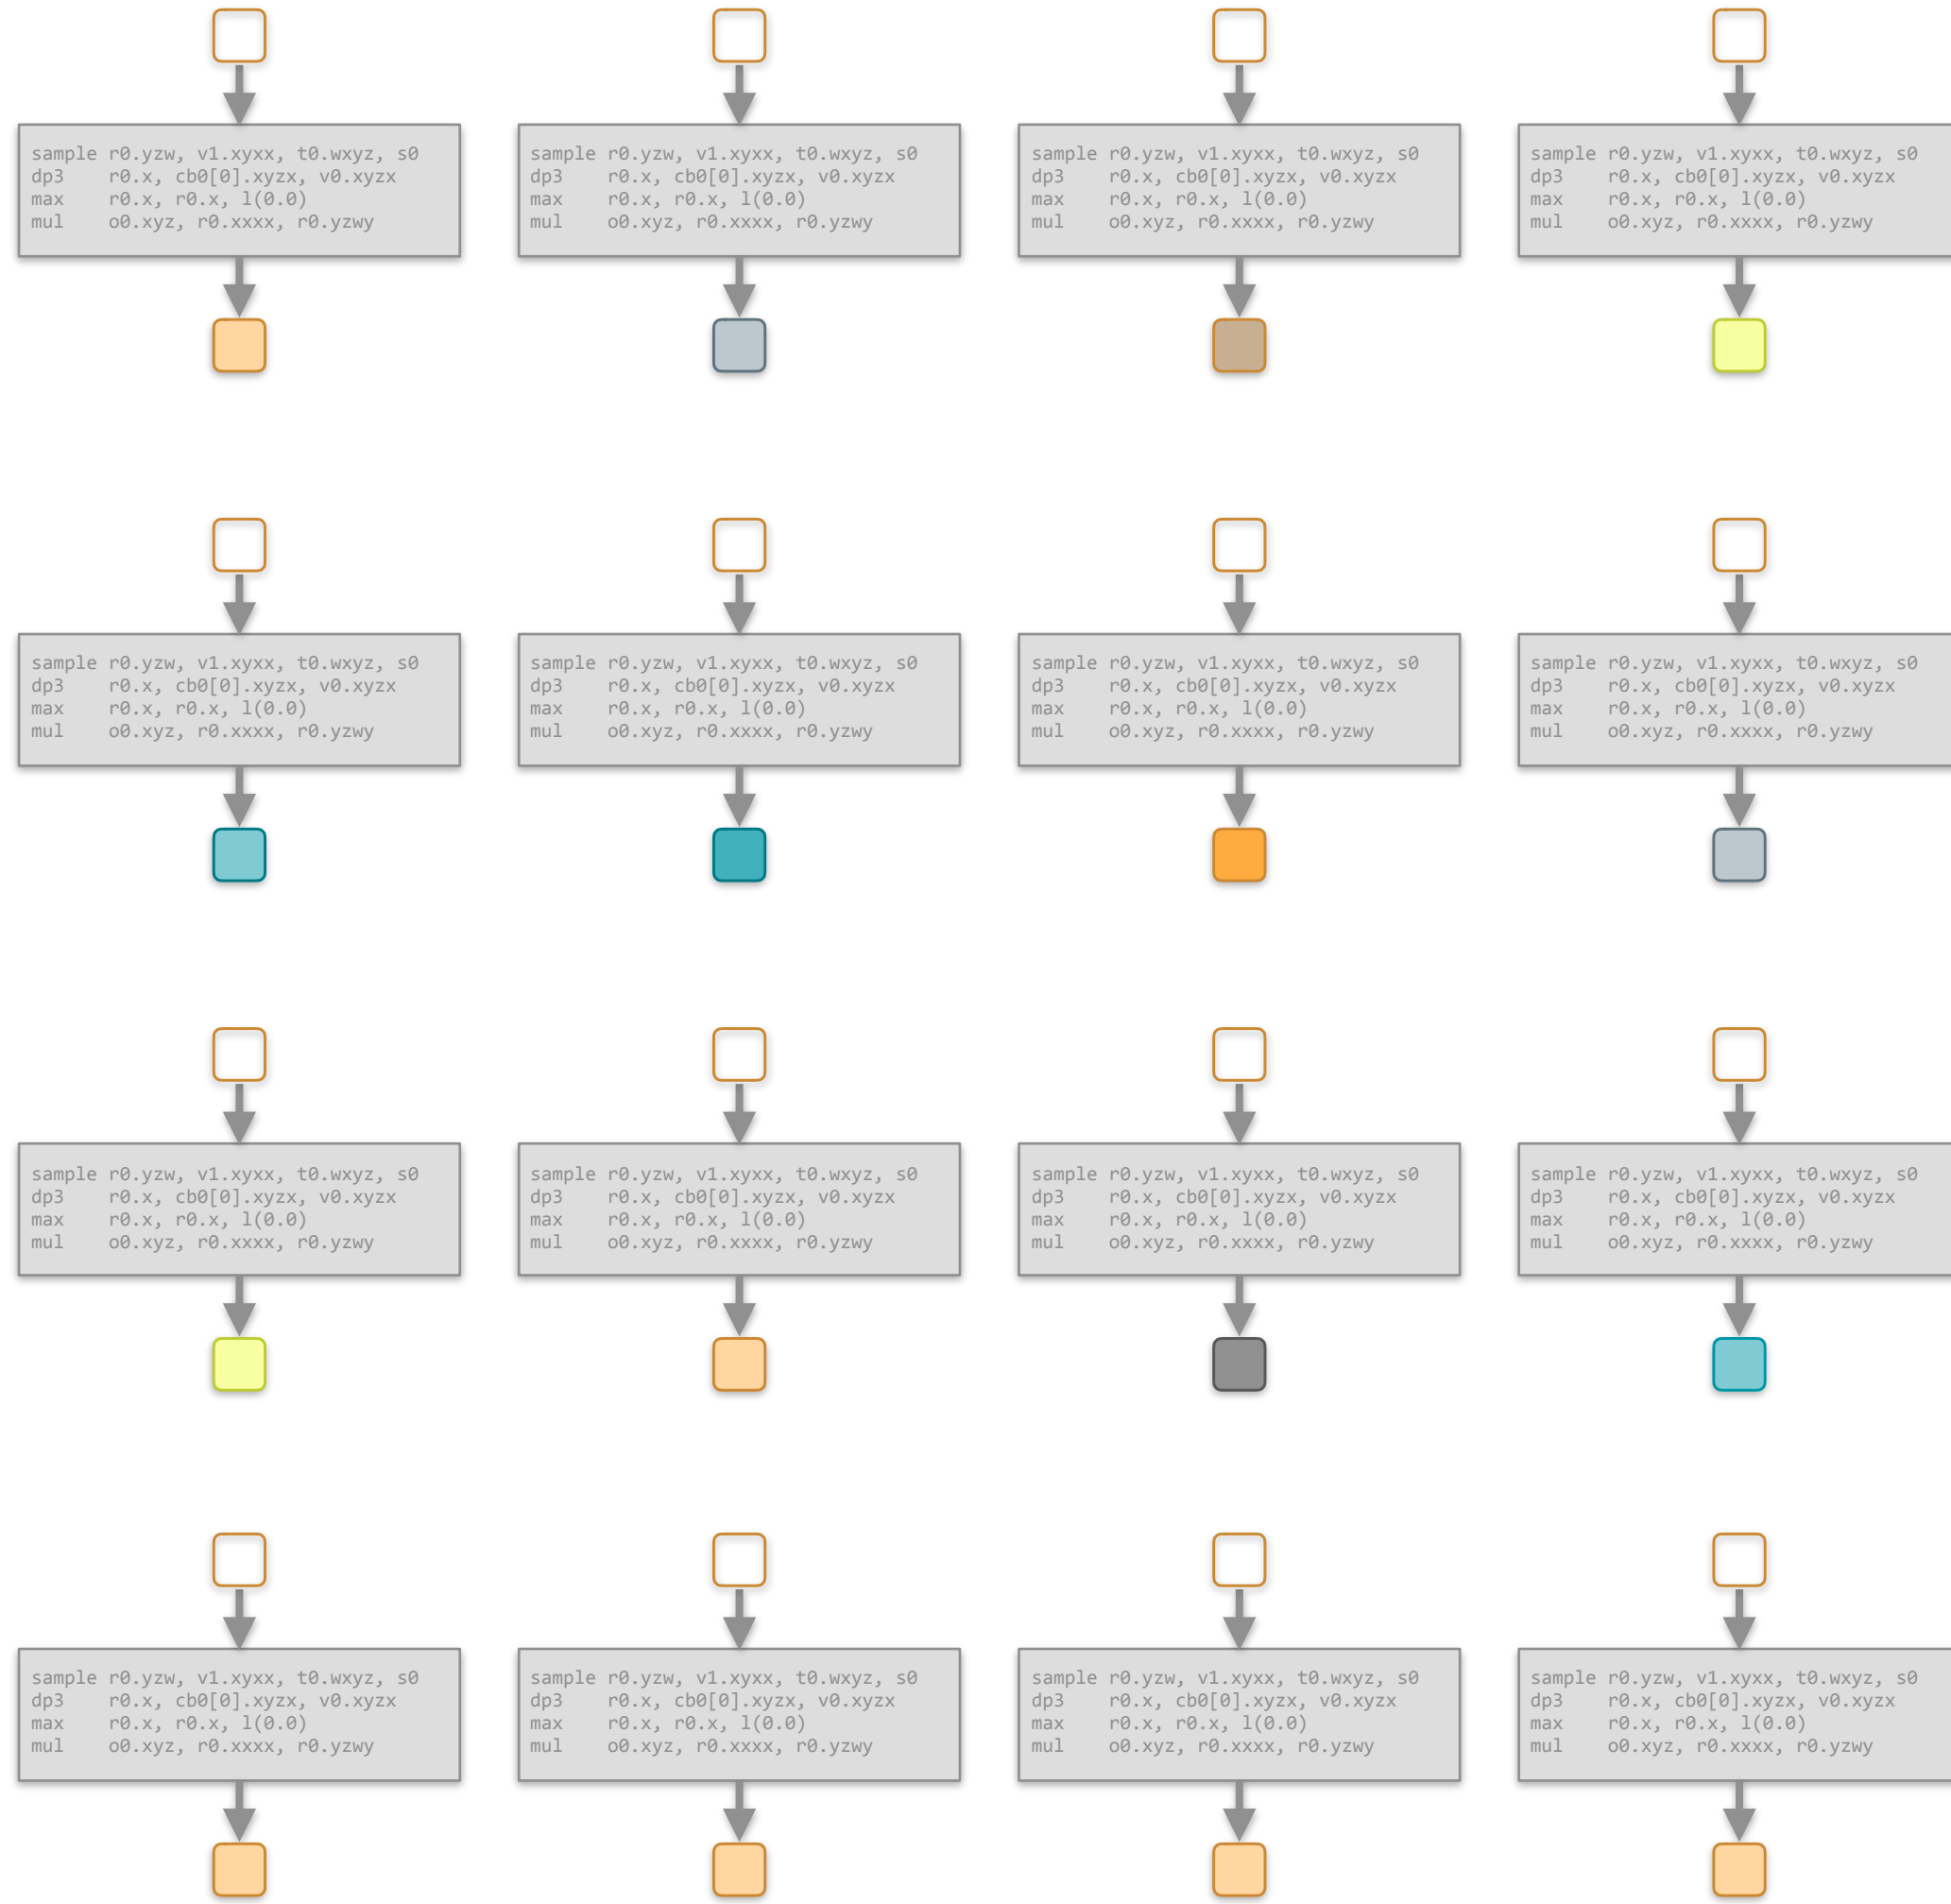 sample r0.yzw, v1.xyxx, t0.wxyz, s0
dp3    r0.x, cb0[0].xyzx, v0.xyzx
max    r0.x, r0.x, l(0.0)
mul    o0.xyz, r0.xxxx, r0.yzwy
sample r0.yzw, v1.xyxx, t0.wxyz, s0
dp3    r0.x, cb0[0].xyzx, v0.xyzx
max    r0.x, r0.x, l(0.0)
mul    o0.xyz, r0.xxxx, r0.yzwy
sample r0.yzw, v1.xyxx, t0.wxyz, s0
dp3    r0.x, cb0[0].xyzx, v0.xyzx
max    r0.x, r0.x, l(0.0)
mul    o0.xyz, r0.xxxx, r0.yzwy
sample r0.yzw, v1.xyxx, t0.wxyz, s0
dp3    r0.x, cb0[0].xyzx, v0.xyzx
max    r0.x, r0.x, l(0.0)
mul    o0.xyz, r0.xxxx, r0.yzwy
sample r0.yzw, v1.xyxx, t0.wxyz, s0
dp3    r0.x, cb0[0].xyzx, v0.xyzx
max    r0.x, r0.x, l(0.0)
mul    o0.xyz, r0.xxxx, r0.yzwy
sample r0.yzw, v1.xyxx, t0.wxyz, s0
dp3    r0.x, cb0[0].xyzx, v0.xyzx
max    r0.x, r0.x, l(0.0)
mul    o0.xyz, r0.xxxx, r0.yzwy
sample r0.yzw, v1.xyxx, t0.wxyz, s0
dp3    r0.x, cb0[0].xyzx, v0.xyzx
max    r0.x, r0.x, l(0.0)
mul    o0.xyz, r0.xxxx, r0.yzwy
sample r0.yzw, v1.xyxx, t0.wxyz, s0
dp3    r0.x, cb0[0].xyzx, v0.xyzx
max    r0.x, r0.x, l(0.0)
mul    o0.xyz, r0.xxxx, r0.yzwy
sample r0.yzw, v1.xyxx, t0.wxyz, s0
dp3    r0.x, cb0[0].xyzx, v0.xyzx
max    r0.x, r0.x, l(0.0)
mul    o0.xyz, r0.xxxx, r0.yzwy
sample r0.yzw, v1.xyxx, t0.wxyz, s0
dp3    r0.x, cb0[0].xyzx, v0.xyzx
max    r0.x, r0.x, l(0.0)
mul    o0.xyz, r0.xxxx, r0.yzwy
sample r0.yzw, v1.xyxx, t0.wxyz, s0
dp3    r0.x, cb0[0].xyzx, v0.xyzx
max    r0.x, r0.x, l(0.0)
mul    o0.xyz, r0.xxxx, r0.yzwy
sample r0.yzw, v1.xyxx, t0.wxyz, s0
dp3    r0.x, cb0[0].xyzx, v0.xyzx
max    r0.x, r0.x, l(0.0)
mul    o0.xyz, r0.xxxx, r0.yzwy
sample r0.yzw, v1.xyxx, t0.wxyz, s0
dp3    r0.x, cb0[0].xyzx, v0.xyzx
max    r0.x, r0.x, l(0.0)
mul    o0.xyz, r0.xxxx, r0.yzwy
sample r0.yzw, v1.xyxx, t0.wxyz, s0
dp3    r0.x, cb0[0].xyzx, v0.xyzx
max    r0.x, r0.x, l(0.0)
mul    o0.xyz, r0.xxxx, r0.yzwy
sample r0.yzw, v1.xyxx, t0.wxyz, s0
dp3    r0.x, cb0[0].xyzx, v0.xyzx
max    r0.x, r0.x, l(0.0)
mul    o0.xyz, r0.xxxx, r0.yzwy
sample r0.yzw, v1.xyxx, t0.wxyz, s0
dp3    r0.x, cb0[0].xyzx, v0.xyzx
max    r0.x, r0.x, l(0.0)
mul    o0.xyz, r0.xxxx, r0.yzwy